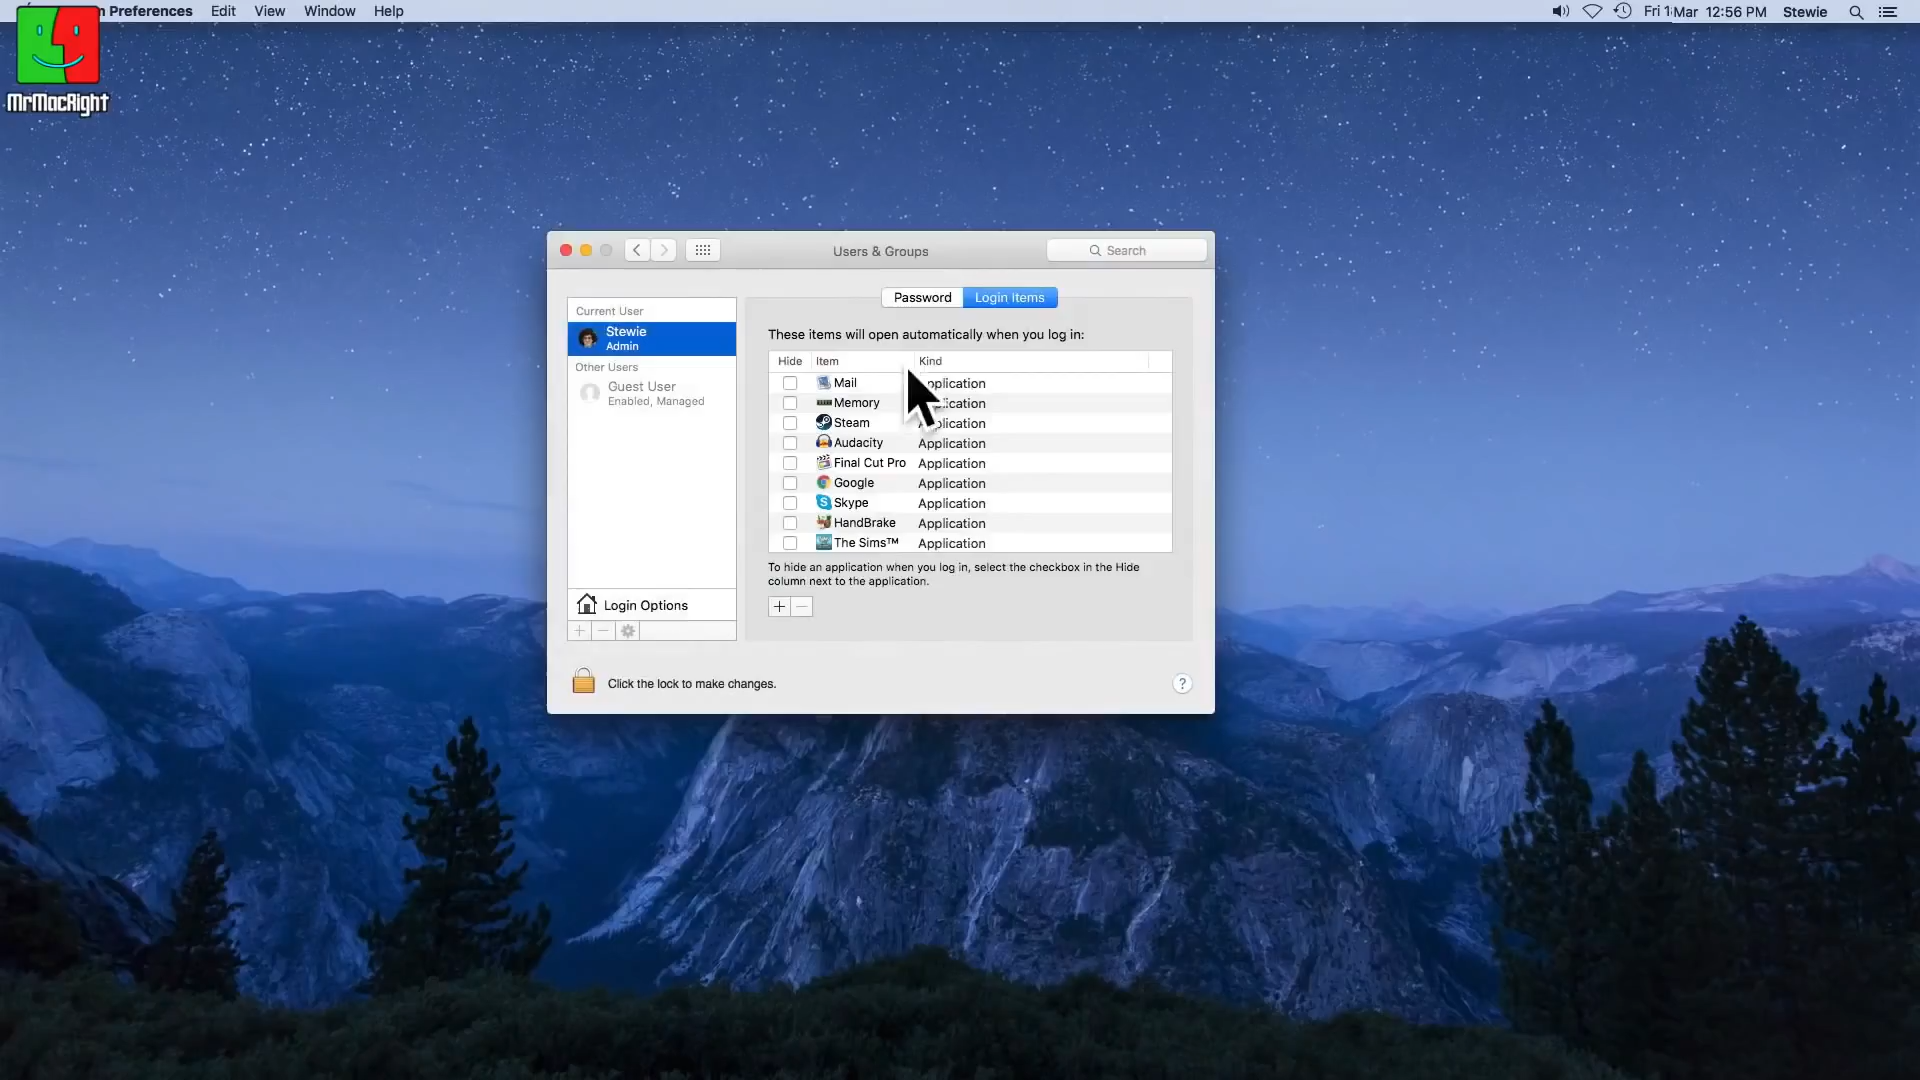 Preferences Edit View Window Help
Fri 1 Mar 12:56 PM Stewie
MrMacRight
Users & Groups
Search
Password Login Items
Current User
Stewie
Admin
Other Users
Guest User
Enabled, Managed
Login Options
These items will open automatically when you log in:
Hide Item Kind
Mail pplication
Memory ication
Steam pplication
Audacity Application
Final Cut Pro Application
Google Application
Skype Application
HandBrake Application
The Sims™ Application
To hide an application when you log in, select the checkbox in the Hide
column next to the application.
Click the lock to make changes.
?